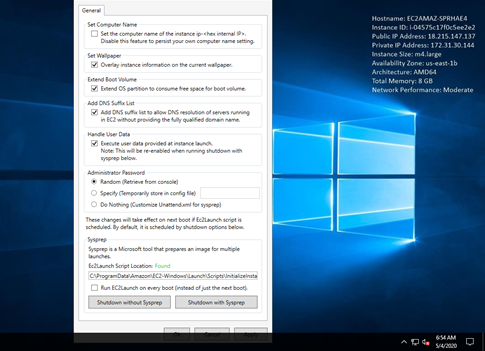 General
Set Computer Name
Set the computer name of the instance ip- <hex internal IP>.
Disable this feature to persist your own computer name setting.
Set Wallpaper
Overlay instance information on the current wallpaper.
Extend Boot Volume
Extend OS partition to consume free space for boot volume.
Add DNS Suffix List
Add DNS suffix list to allow DNS resolution of servers running
in EC2 without providing the fully qualified domain name.
Handle User Data
Execute user data provided at instance launch.
Note: This will be re-enabled when running shutdown with
sysprep below.
Administrator Password
Random (Retrieve from console)
Specify (Temporarily store in config file)
Do Nothing (Customize Unattend.xml for sysprep)
These changes will take effect on next boot if Ec2Launch script is
scheduled. By default, it is scheduled by shutdown options below.
Sysprep
Sysprep is a Microsoft tool that prepares an image for multiple
launches.
Ec2Launch Script Location: Found
C:\ProgramData\Amazon\EC2-Windows\Launch\Scripts\InitializeInsta
Run EC2Launch on every boot (instead of just the next boot).
Shutdown without Sysprep
Shutdown with Sysprep
Hostname: EC2AMAZ-SPRHAE4
Instance ID: i-04575c17f0c5ee2e2
Public IP Address: 18.215.147.137
Private IP Address: 172.31.30.144
Instance Size: m4.large
Availability Zone: us-east-1b
Architecture: AMD64
Total Memory: 8 GB
Network Performance: Moderate
6:54 AM
5/4/2020